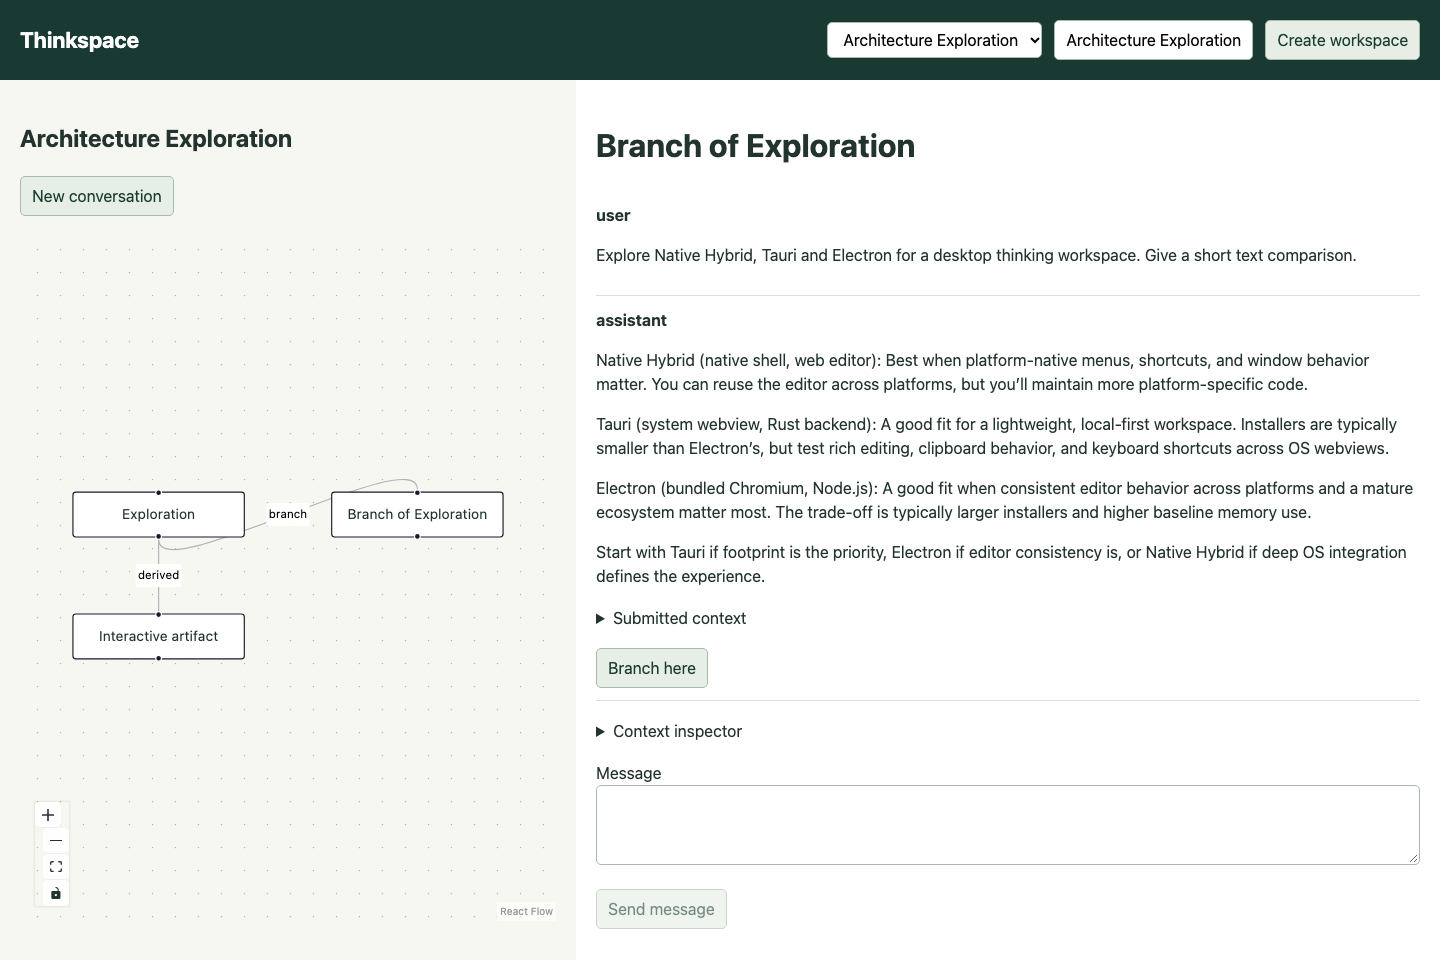 Thinkspace
Architecture Exploration
Architecture Exploration
Create workspace
Architecture Exploration
New conversation
Exploration
branch
Branch of Exploration
derived
Interactive artifact
React Flow
Branch of Exploration
user
Explore Native Hybrid, Tauri and Electron for a desktop thinking workspace. Give a short text comparison.
assistant
Native Hybrid (native shell, web editor): Best when platform-native menus, shortcuts, and window behavior
matter. You can reuse the editor across platforms, but you’ll maintain more platform-specific code.
Tauri (system webview, Rust backend): A good fit for a lightweight, local-first workspace. Installers are typically
smaller than Electron’s, but test rich editing, clipboard behavior, and keyboard shortcuts across OS webviews.
Electron (bundled Chromium, Node.js): A good fit when consistent editor behavior across platforms and a mature
ecosystem matter most. The trade-off is typically larger installers and higher baseline memory use.
Start with Tauri if footprint is the priority, Electron if editor consistency is, or Native Hybrid if deep OS integration
defines the experience.
Submitted context
Branch here
Context inspector
Message
Send message